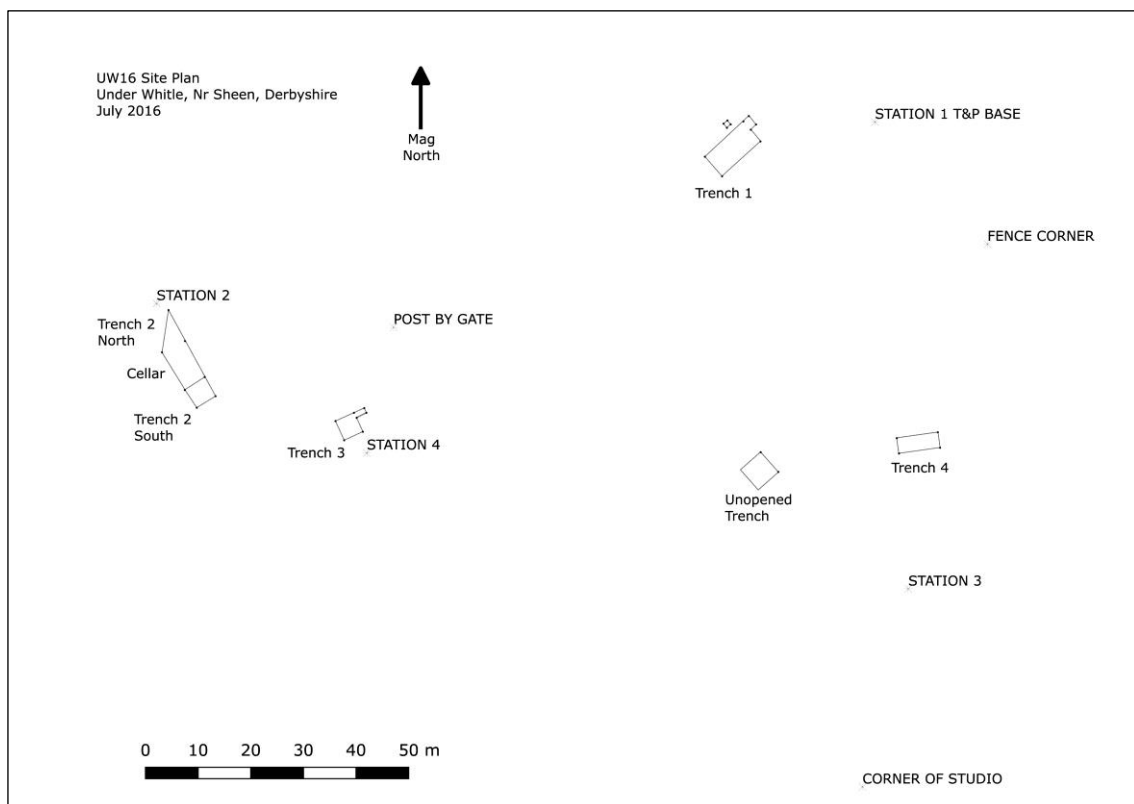 UW16 Site Plan
Under Whitle, Nr Sheen, Derbyshire
July 2016
Mag
North
STATION 1 T&P BASE
Trench 1
FENCE CORNER
STATION 2
Trench 2
North
POST BY GATE
Cellar
Trench 2
South
Trench 3
STATION 4
Trench 4
Unopened
Trench
STATION 3
0 10 20 30 40 50 m
CORNER OF STUDIO